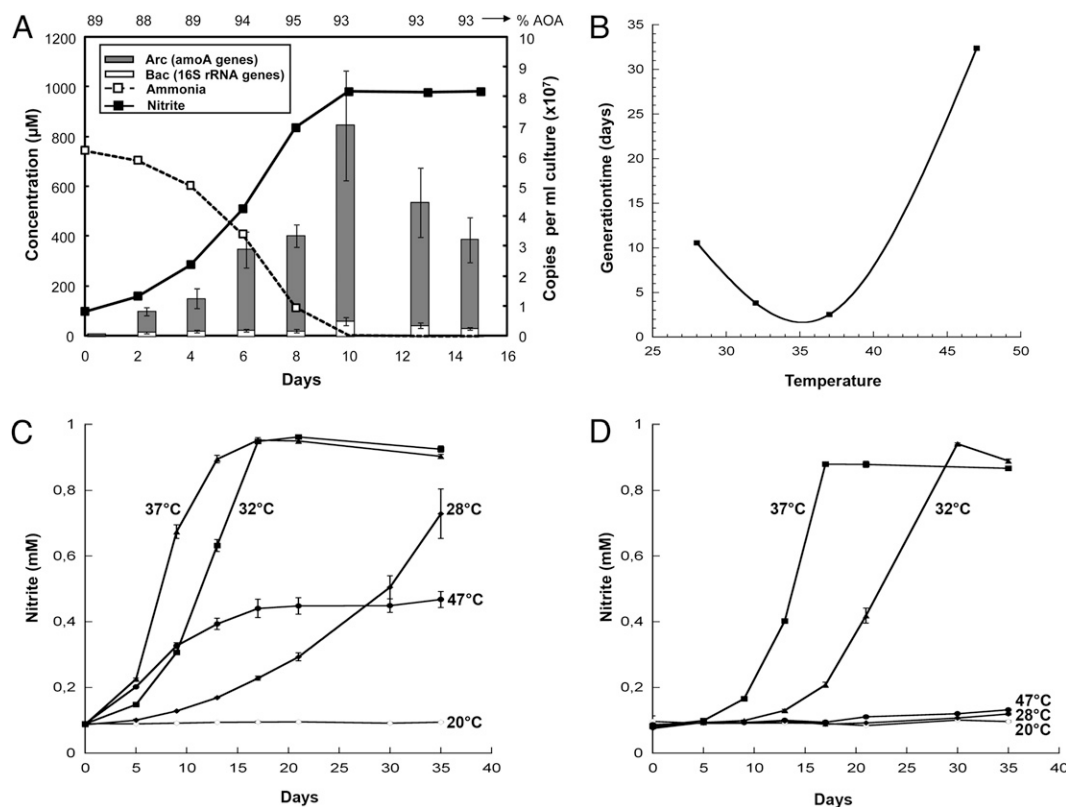 89 88 89 94 95 93 93 93 → % AOA
A
1200 1000 800 600 400 200 0
Concentration (µM)
Arc (amoA genes)
Bac (16S rRNA genes)
Ammonia
Nitrite
10 9 8 7 6 5 4 3 2 1 0
Copies per ml culture (x10⁷)
0 2 4 6 8 10 12 14 16
Days
B
35 30 25 20 15 10 5 0
Generationtime (days)
25 30 35 40 45 50
Temperature
C
1 0,8 0,6 0,4 0,2 0
Nitrite (mM)
37°C
32°C
28°C
47°C
20°C
0 5 10 15 20 25 30 35 40
Days
D
1 0,8 0,6 0,4 0,2 0
Nitrite (mM)
37°C
32°C
47°C
28°C
20°C
0 5 10 15 20 25 30 35 40
Days